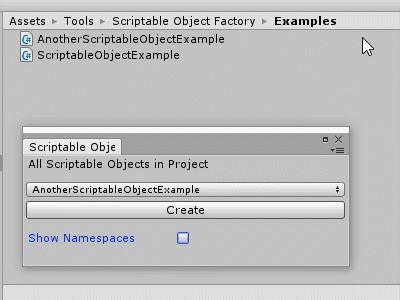 Assets ▸ Tools ▸ Scriptable Object Factory ▸ Examples
AnotherScriptableObjectExample
ScriptableObjectExample
Scriptable Obje
All Scriptable Objects in Project
AnotherScriptableObjectExample
Create
Show Namespaces